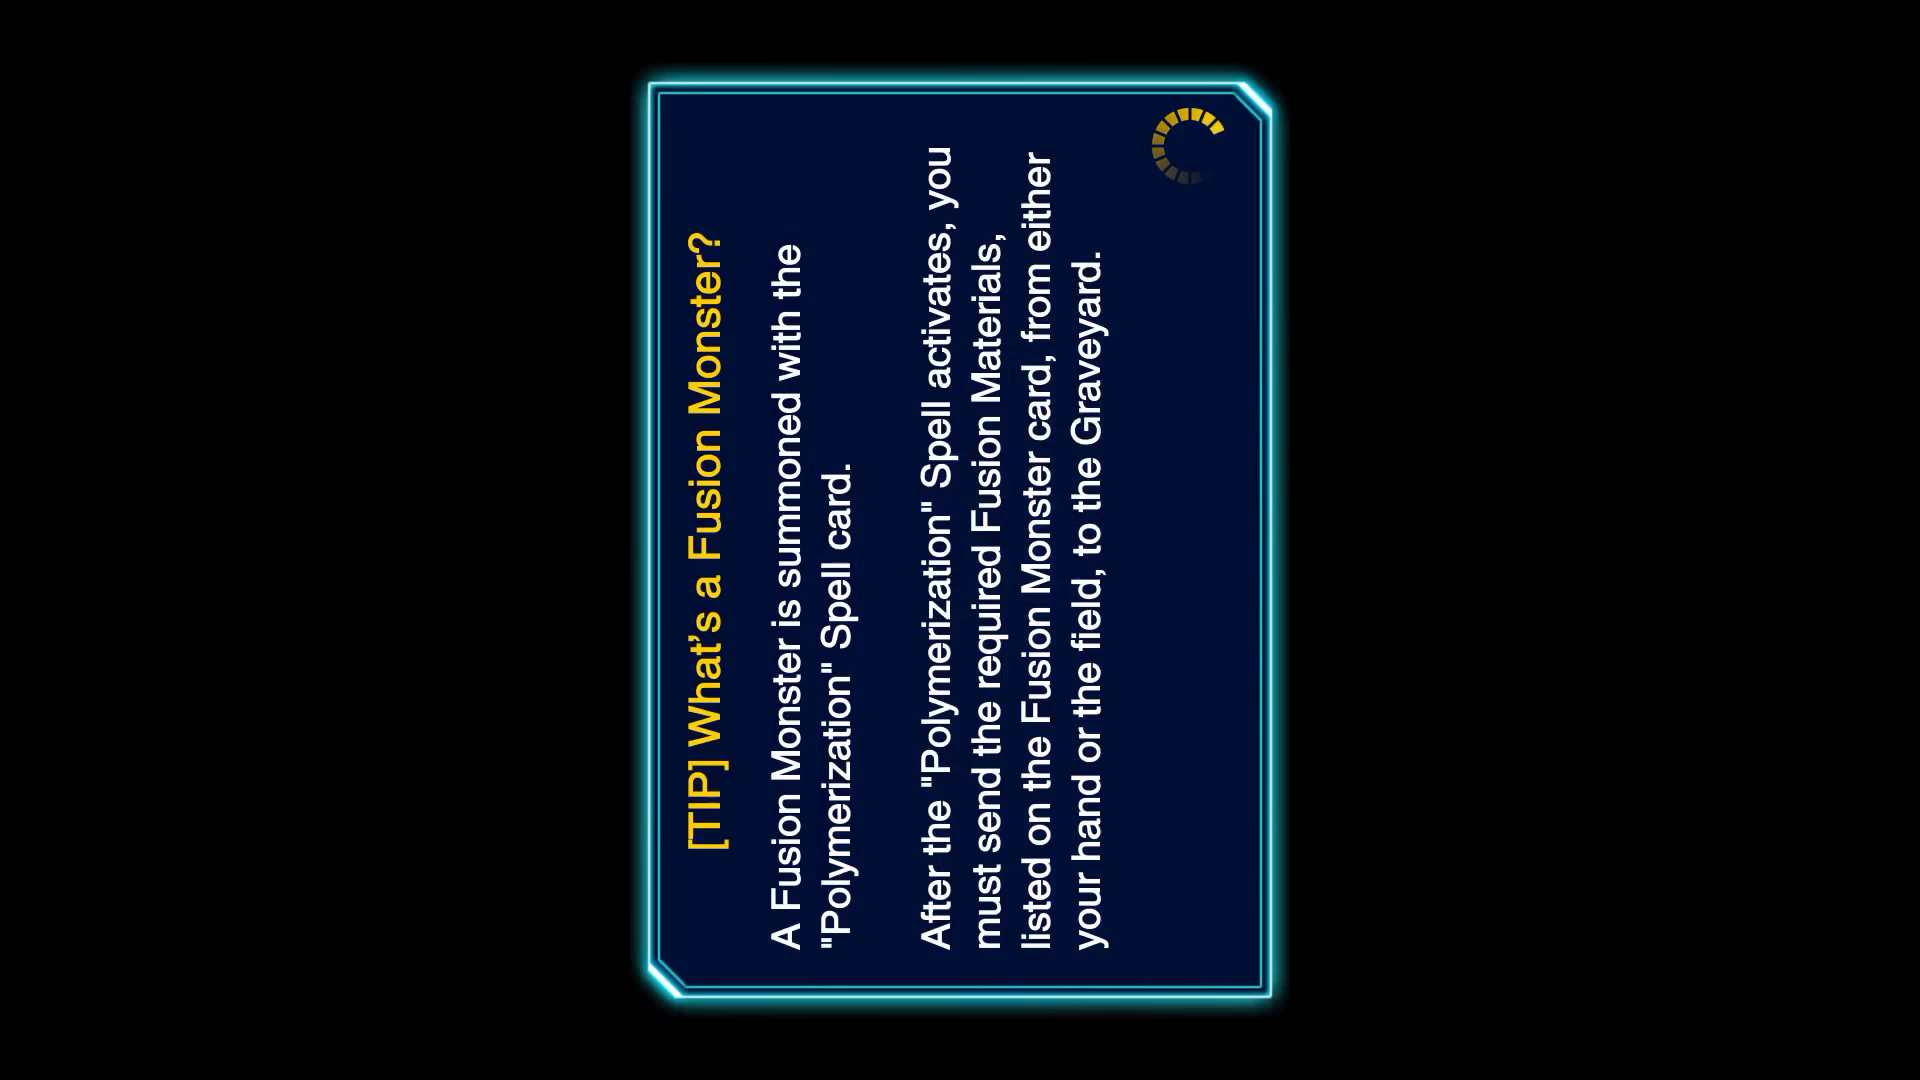 [TIP] What’s a Fusion Monster?
A Fusion Monster is summoned with the
"Polymerization" Spell card.
After the "Polymerization" Spell activates, you
must send the required Fusion Materials,
listed on the Fusion Monster card, from either
your hand or the field, to the Graveyard.